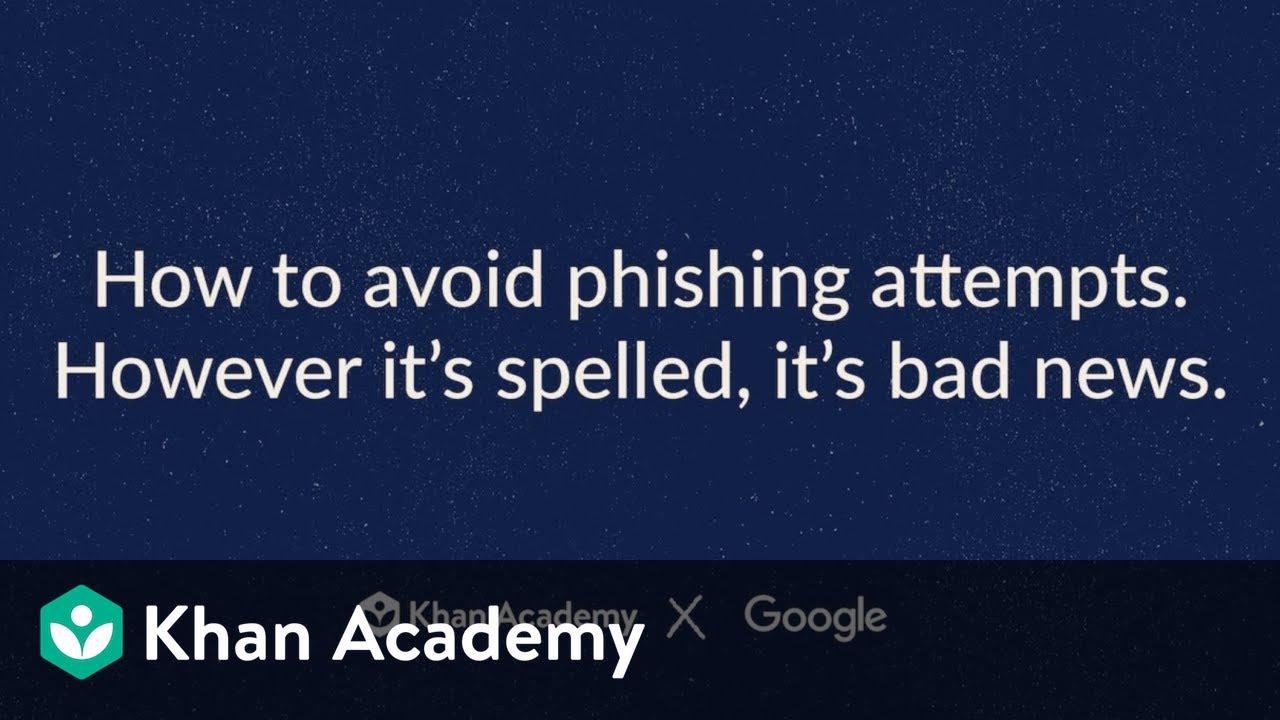 How to avoid phishing attempts.
However it's spelled, it's bad news.
Khan Academy X Google
Khan Academy